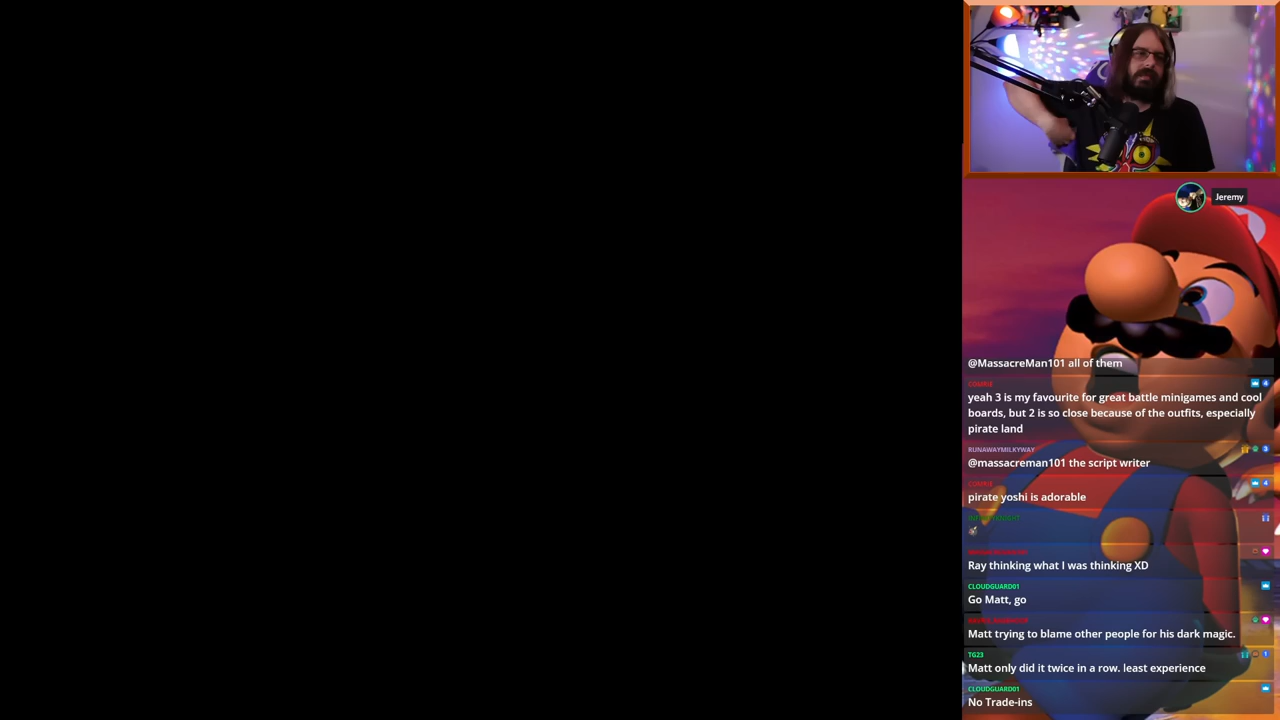 Jeremy
@MassacreMan101 all of them
COMPIE
yeah 3 is my favourite for great battle minigames and cool
boards, but 2 is so close because of the outfits, especially
pirate land
RUNAWAYMILKYWAY
@massacreman101 the script writer
COMPIE
pirate yoshi is adorable
Ray thinking what I was thinking XD
CLOUDGUARD01
Go Matt, go
Matt trying to blame other people for his dark magic.
TG23
Matt only did it twice in a row. least experience
CLOUDGUARD01
No Trade-ins